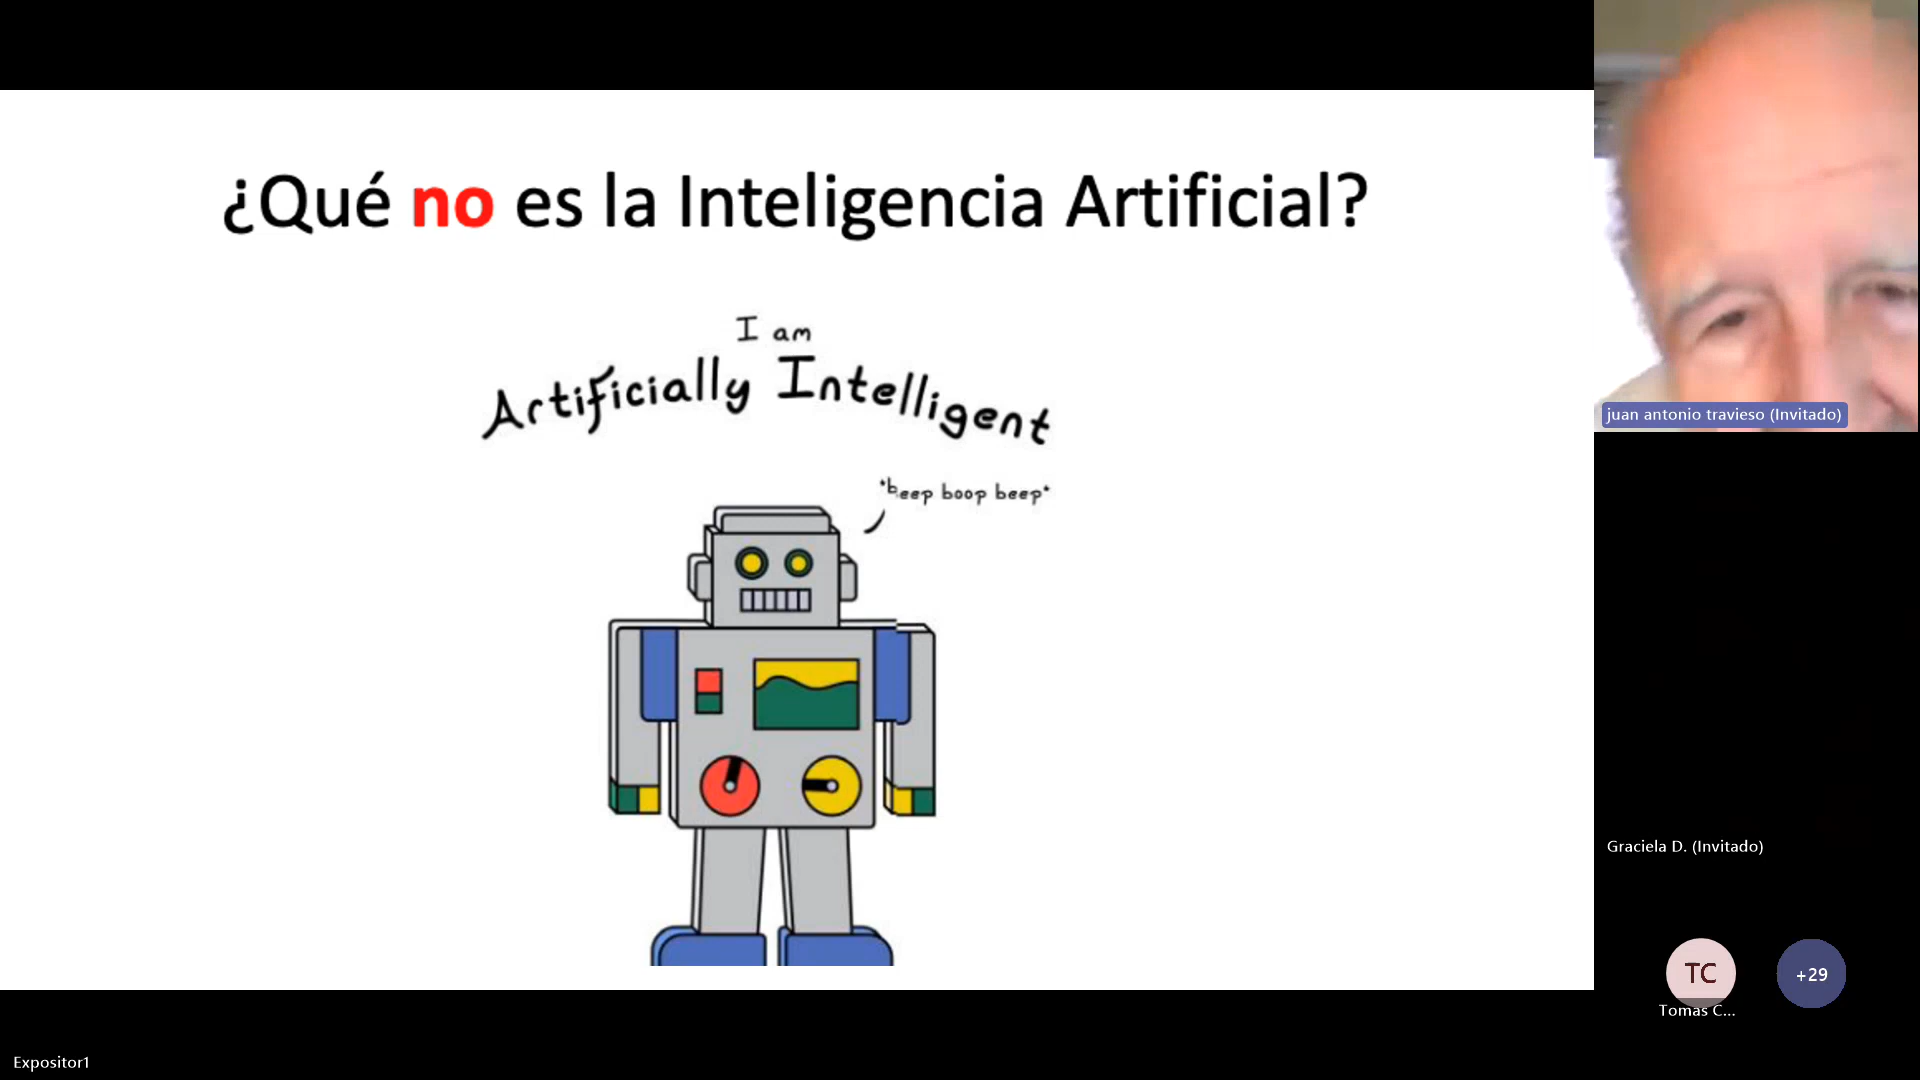 ¿Qué no es la Inteligencia Artificial?
I am
Artificially Intelligent
*beep boop beep*
juan antonio travieso (Invitado)
Graciela D. (Invitado)
TC
+29
Tomas C...
Expositor1